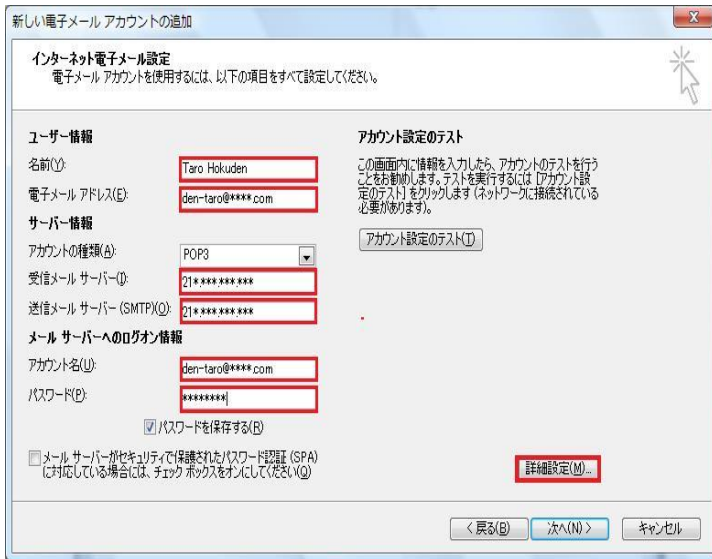 新しい電子メール アカウントの追加
インターネット電子メール設定
電子メール アカウントを使用するには、以下の項目をすべて設定してください。
ユーザー情報
名前(Y):
Taro Hokuden
電子メール アドレス(E):
den-taro@****.com
サーバー情報
アカウントの種類(A):
POP3
受信メール サーバー(I):
21*.***.***.***
送信メール サーバー (SMTP)(O):
21*.***.***.***
メール サーバーへのログオン情報
アカウント名(U):
den-taro@****.com
パスワード(P):
********
パスワードを保存する(R)
メール サーバーがセキュリティで保護されたパスワード認証 (SPA)
に対応している場合には、チェック ボックスをオンにしてください(Q)
アカウント設定のテスト
この画面内に情報を入力したら、アカウントのテストを行う
ことをお勧めします。テストを実行するには [アカウント設
定のテスト] をクリックします (ネットワークに接続されている
必要があります)。
アカウント設定のテスト(T)
詳細設定(M)...
< 戻る(B)
次へ(N) >
キャンセル